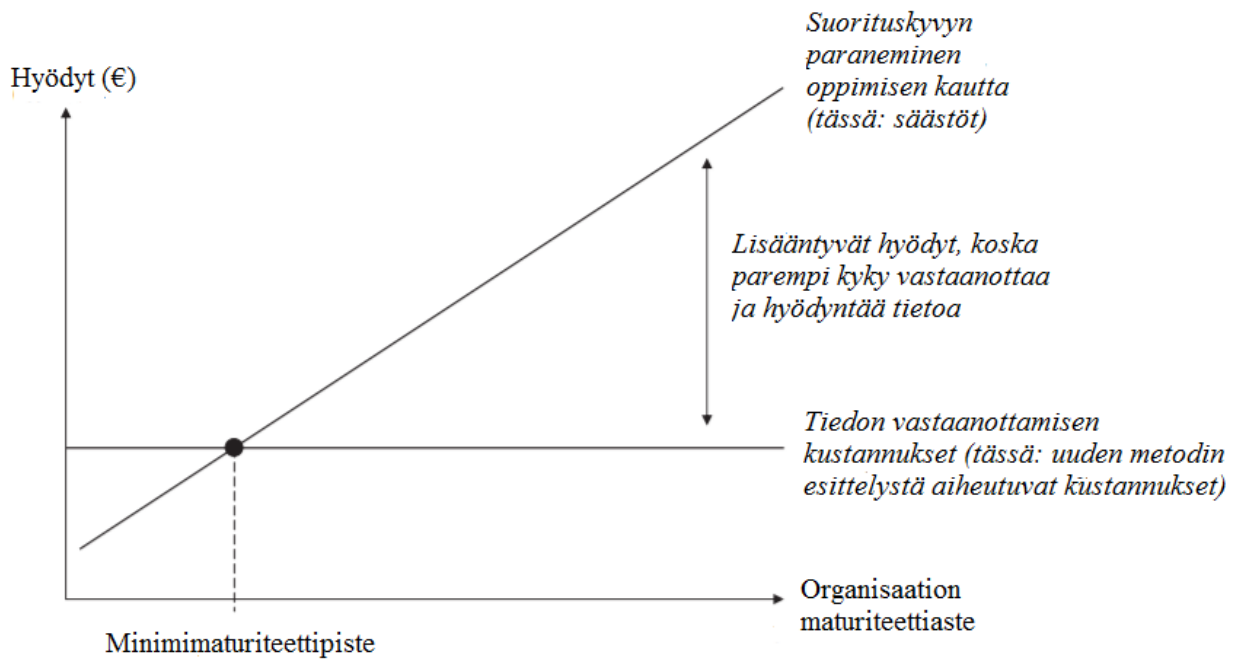 Suorituskyvyn
paraneminen
oppimisen kautta
(tässä: säästöt)
Hyödyt (€)
Lisääntyvät hyödyt, koska
parempi kyky vastaanottaa
ja hyödyntää tietoa
Tiedon vastaanottamisen
kustannukset (tässä: uuden metodin
esittelystä aiheutuvat kustannukset)
Organisaation
maturiteettiaste
Minimimaturiteettipiste